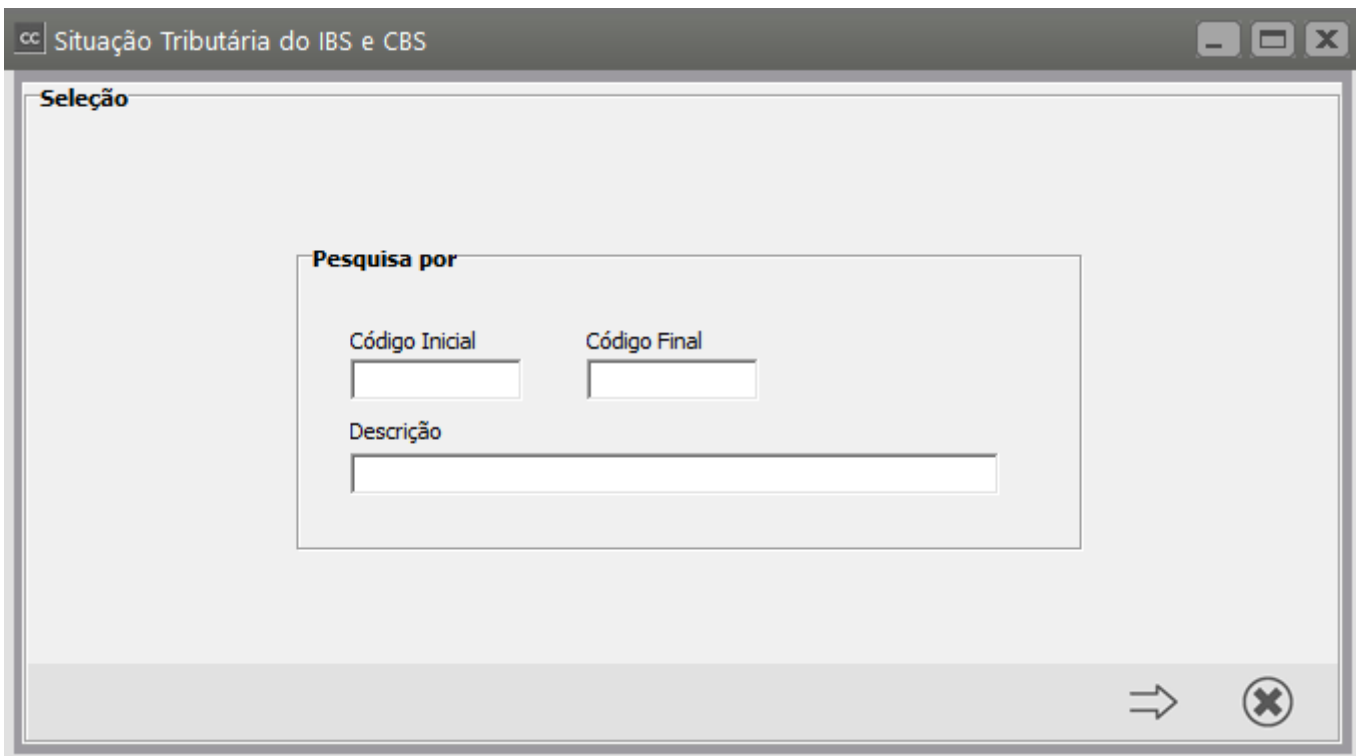 cc Situação Tributária do IBS e CBS
Seleção
Pesquisa por
Código Inicial Código Final
Descrição